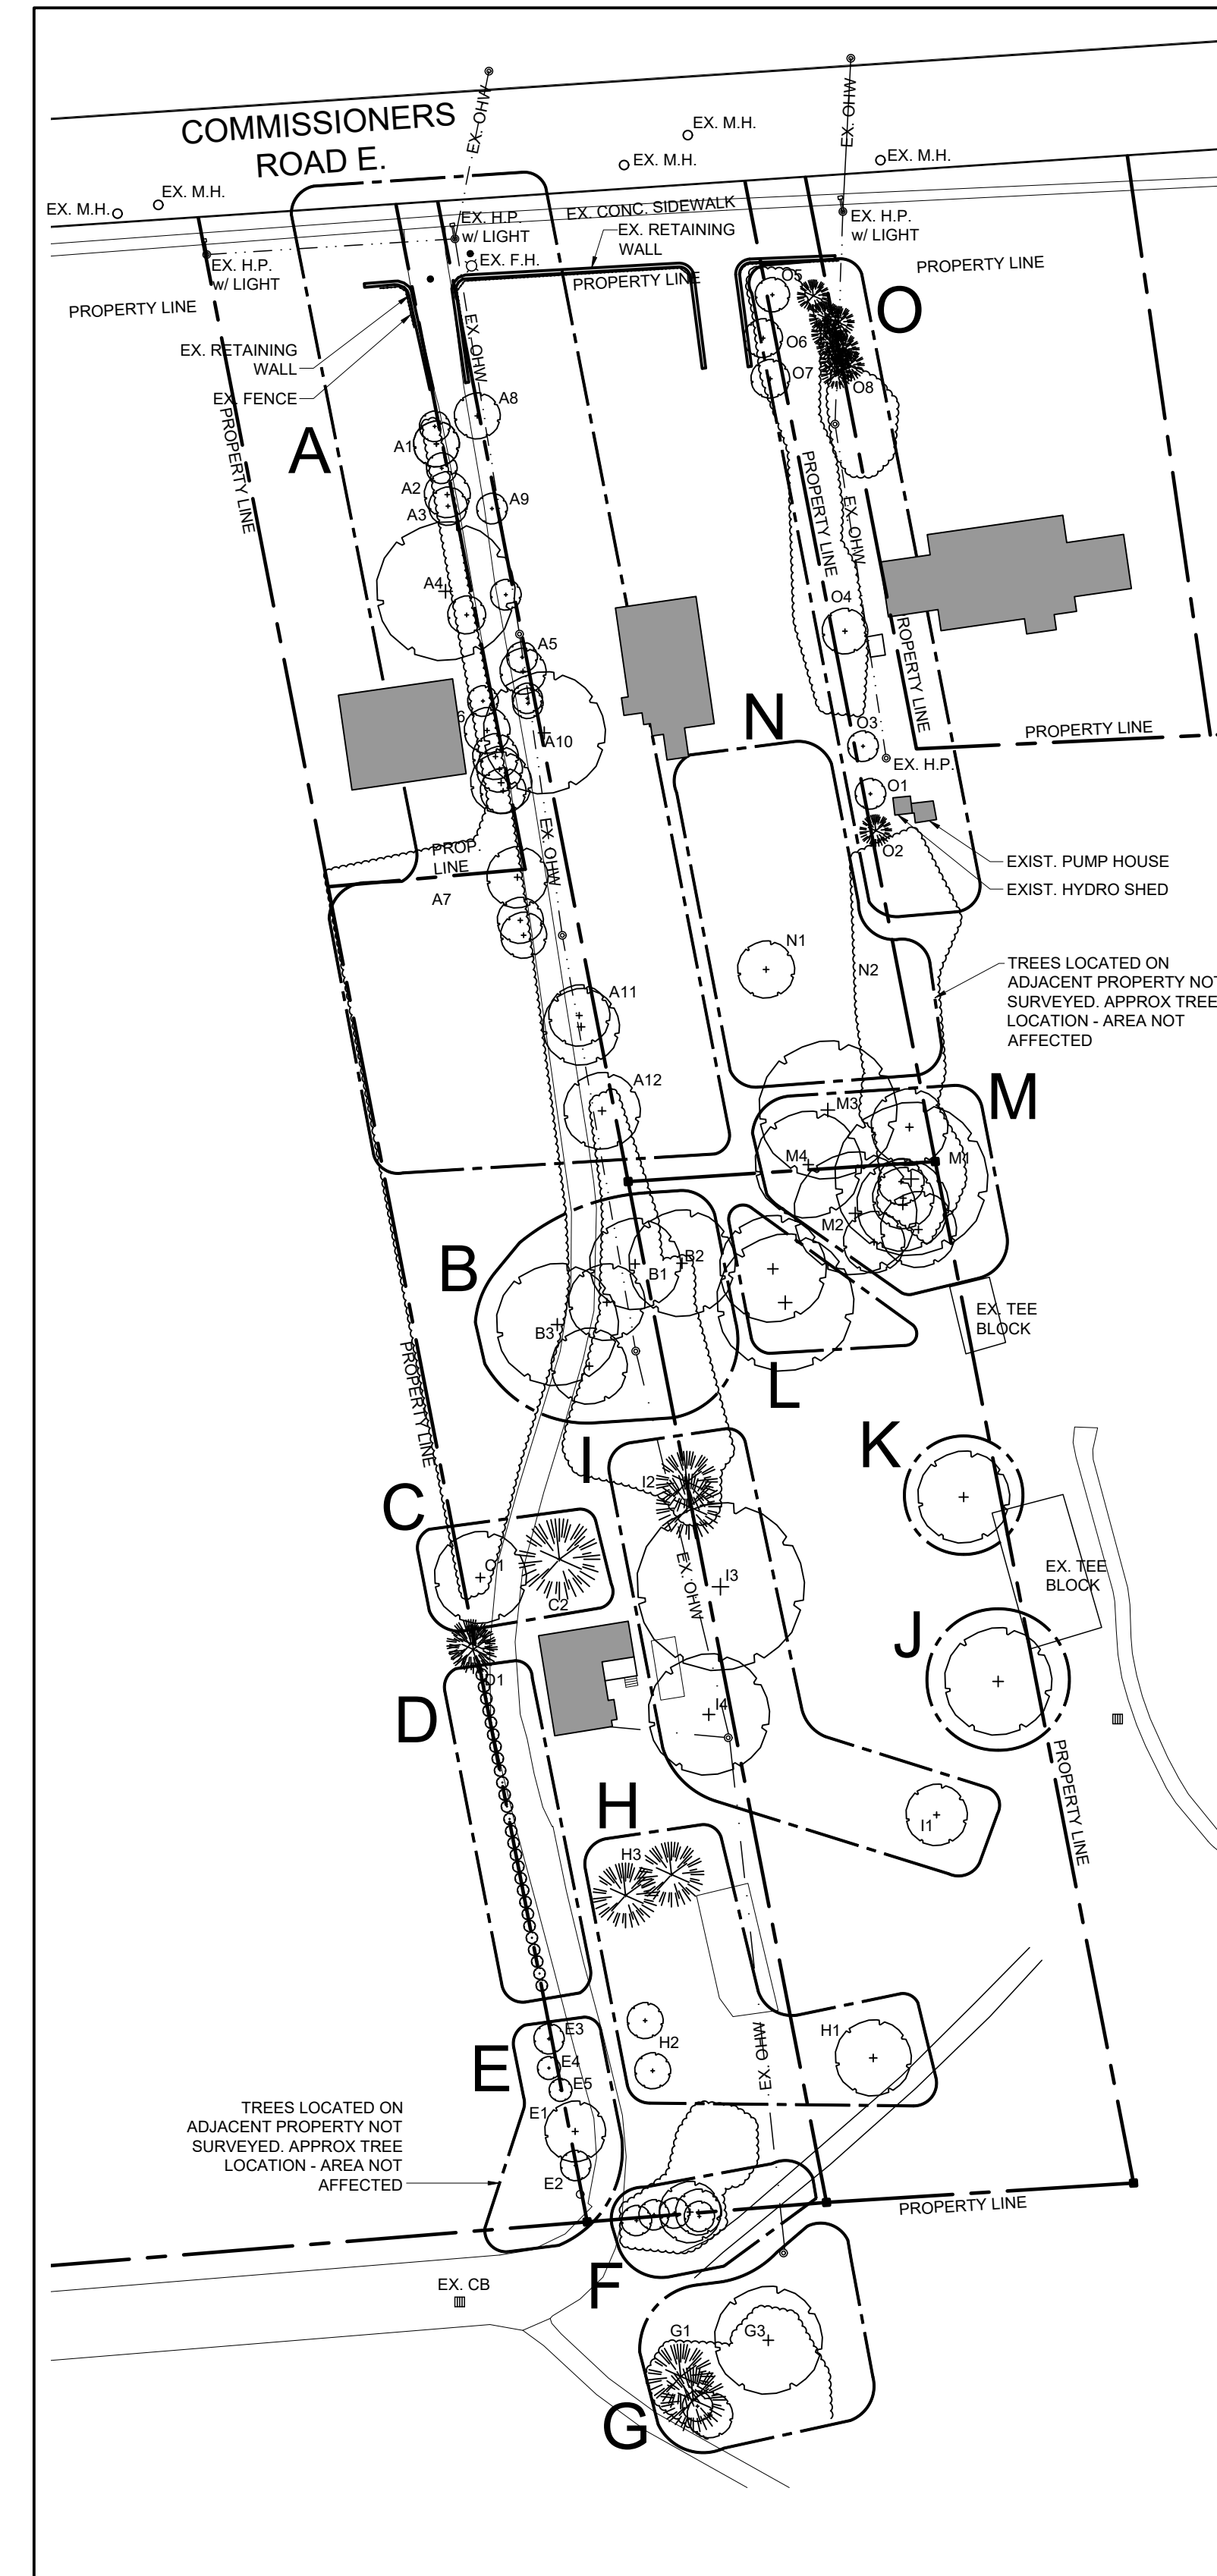 COMMISSIONERS
ROAD E.
EX. OHW
EX. OHW
EX. M.H.
EX. M.H.
EX. M.H.
EX. M.H.
EX. M.H.
EX. CONC. SIDEWALK
EX. H.P.
w/ LIGHT
EX. F.H.
EX. RETAINING
WALL
EX. H.P.
w/ LIGHT
EX. H.P.
w/ LIGHT
PROPERTY LINE
PROPERTY LINE
PROPERTY LINE
EX. RETAINING
WALL
EX. FENCE
EX. OHW
PROPERTY LINE
A
A1
A2
A3
A4
A5
6
A7
A8
A9
A10
A11
A12
O
O5
O6
O7
O8
PROPERTY LINE
EX. OHW
O4
PROPERTY LINE
O3
EX. H.P.
O1
O2
PROPERTY LINE
EXIST. PUMP HOUSE
EXIST. HYDRO SHED
PROP.
LINE
EX. OHW
N
N1
N2
TREES LOCATED ON
ADJACENT PROPERTY NOT
SURVEYED. APPROX TREE
LOCATION - AREA NOT
AFFECTED
M
M3
M4
M1
M2
B
B1
B2
B3
EX. TEE
BLOCK
L
PROPERTY LINE
K
I
I2
I3
I4
I1
EX. OHW
C
C1
C2
EX. TEE
BLOCK
J
D
D1
PROPERTY LINE
H
H3
H2
H1
EX. OHW
E
E3
E4
E5
E1
E2
TREES LOCATED ON
ADJACENT PROPERTY NOT
SURVEYED. APPROX TREE
LOCATION - AREA NOT
AFFECTED
PROPERTY LINE
F
EX. CB
G1
G3
G